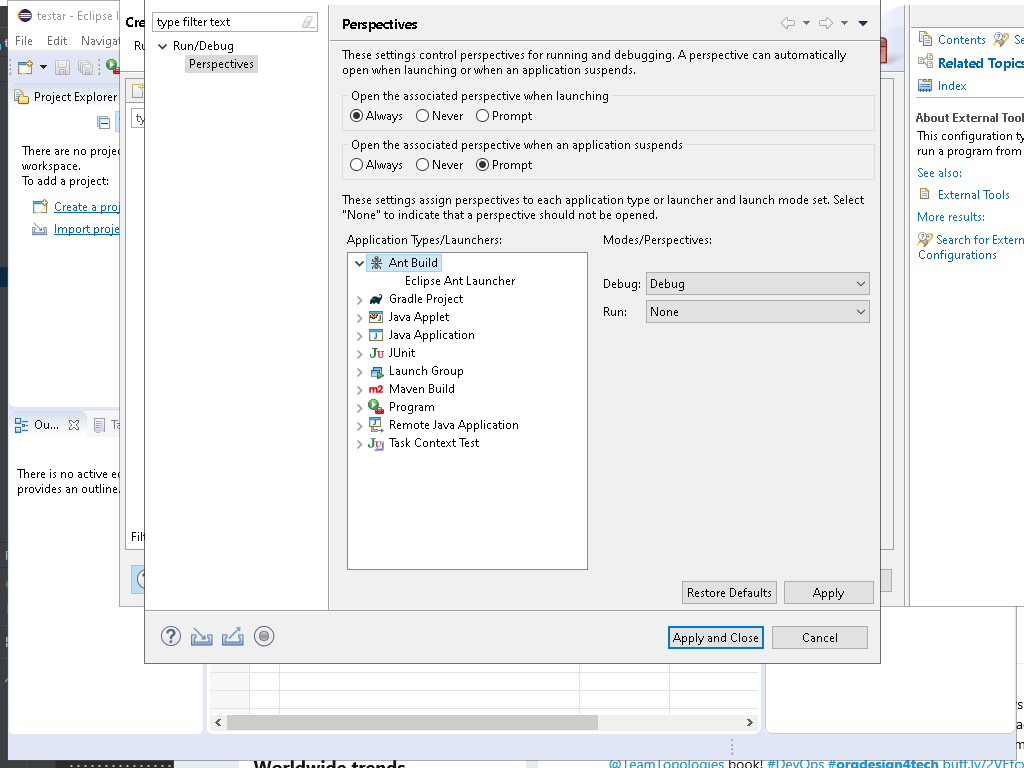 testar - Eclipse I
File Edit Navigat
Project Explorer
There are no proje
workspace.
To add a project:
Create a proj
Import proje
Ou...
Ta
There is no active ed
provides an outline.
Cre
Ru
ty
Filt
type filter text
Run/Debug
Perspectives
Perspectives
These settings control perspectives for running and debugging. A perspective can automatically
open when launching or when an application suspends.
Open the associated perspective when launching
Always Never Prompt
Open the associated perspective when an application suspends
Always Never Prompt
These settings assign perspectives to each application type or launcher and launch mode set. Select
"None" to indicate that a perspective should not be opened.
Application Types/Launchers:
Ant Build
Eclipse Ant Launcher
Gradle Project
Java Applet
Java Application
JUnit
Launch Group
Maven Build
Program
Remote Java Application
Task Context Test
Modes/Perspectives:
Debug: Debug
Run: None
Restore Defaults Apply
Apply and Close Cancel
Contents Se
Related Topics
Index
About External Tool
This configuration ty
run a program from
See also:
External Tools
More results:
Search for Extern
Configurations
Worldwide trends
@TeamTopologies book! #DevOps #orgdesign4tech